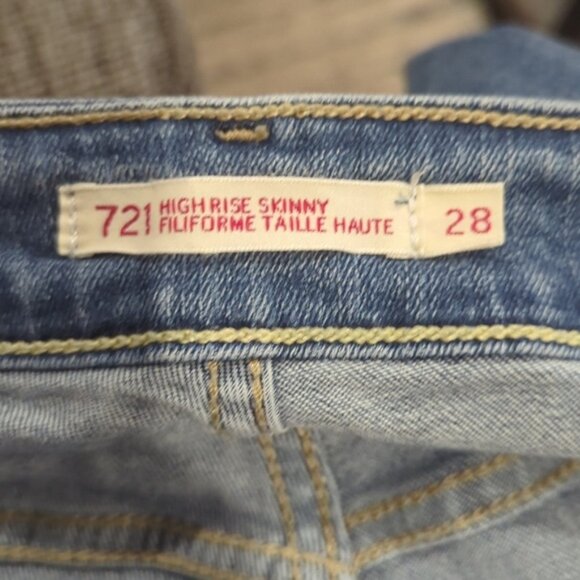 721 HIGH RISE SKINNY
FILIFORME TAILLE HAUTE
28